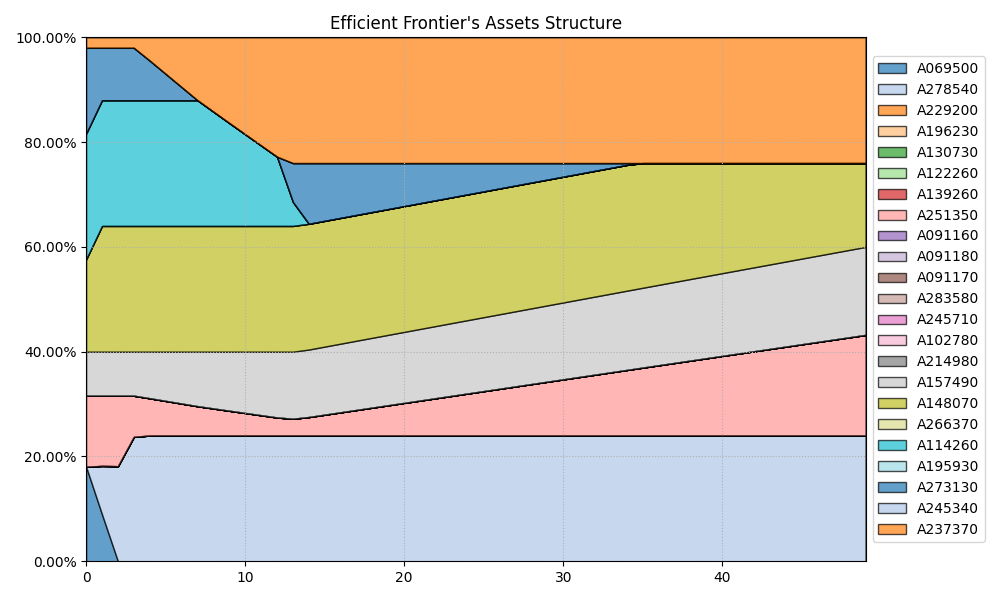 Efficient Frontier's Assets Structure
100.00%
80.00%
60.00%
40.00%
20.00%
0.00%
0
10
20
30
40
A069500
A278540
A229200
A196230
A130730
A122260
A139260
A251350
A091160
A091180
A091170
A283580
A245710
A102780
A214980
A157490
A148070
A266370
A114260
A195930
A273130
A245340
A237370